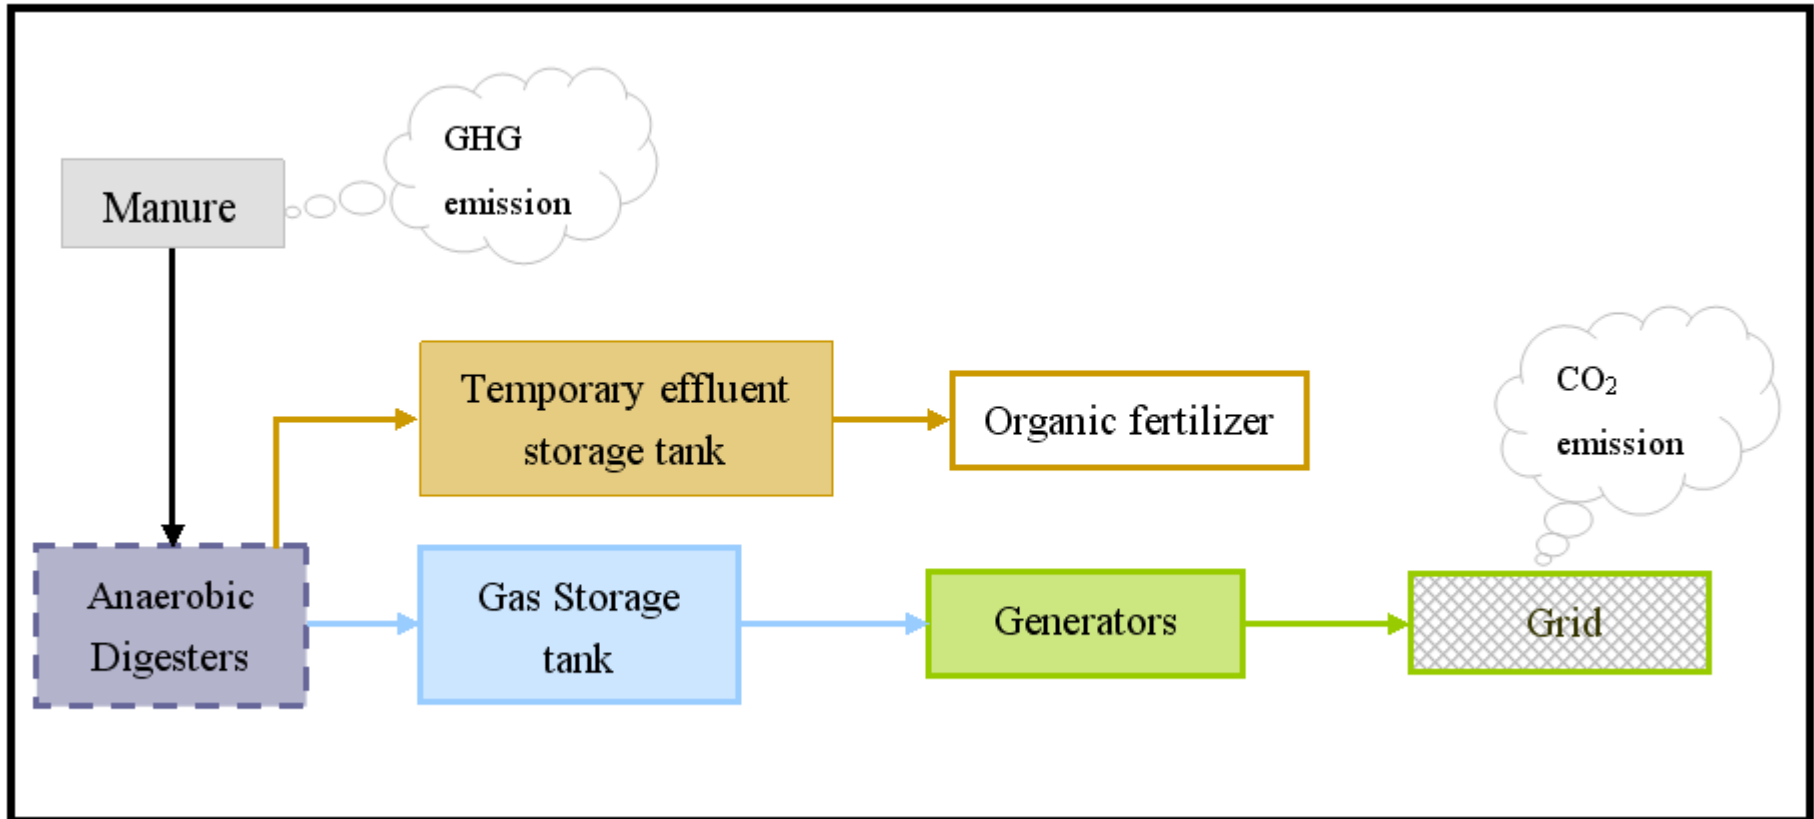 GHG
emission
Manure
Temporary effluent
storage tank
Organic fertilizer
CO₂
emission
Anaerobic
Digesters
Gas Storage
tank
Generators
Grid